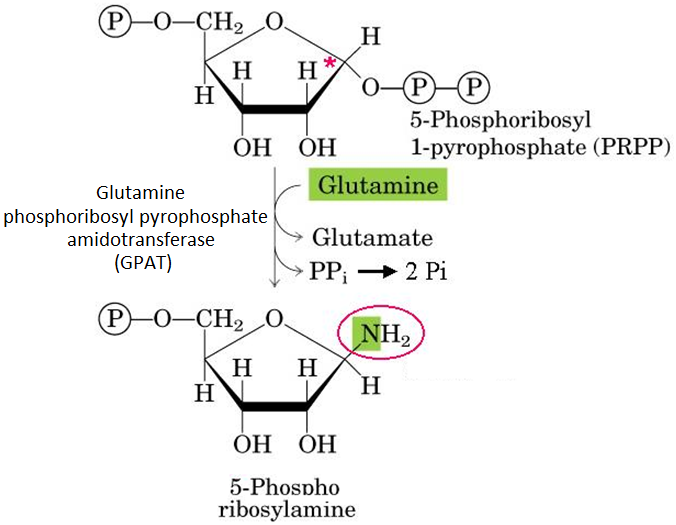 P—O—CH₂ O H
H H H * O—P—P
OH OH
5-Phosphoribosyl
1-pyrophosphate (PRPP)
Glutamine
phosphoribosyl pyrophosphate
amidotransferase
(GPAT)
Glutamine
Glutamate
PPi → 2 Pi
P—O—CH₂ O NH₂
H H H H
OH OH
5-Phospho
ribosylamine